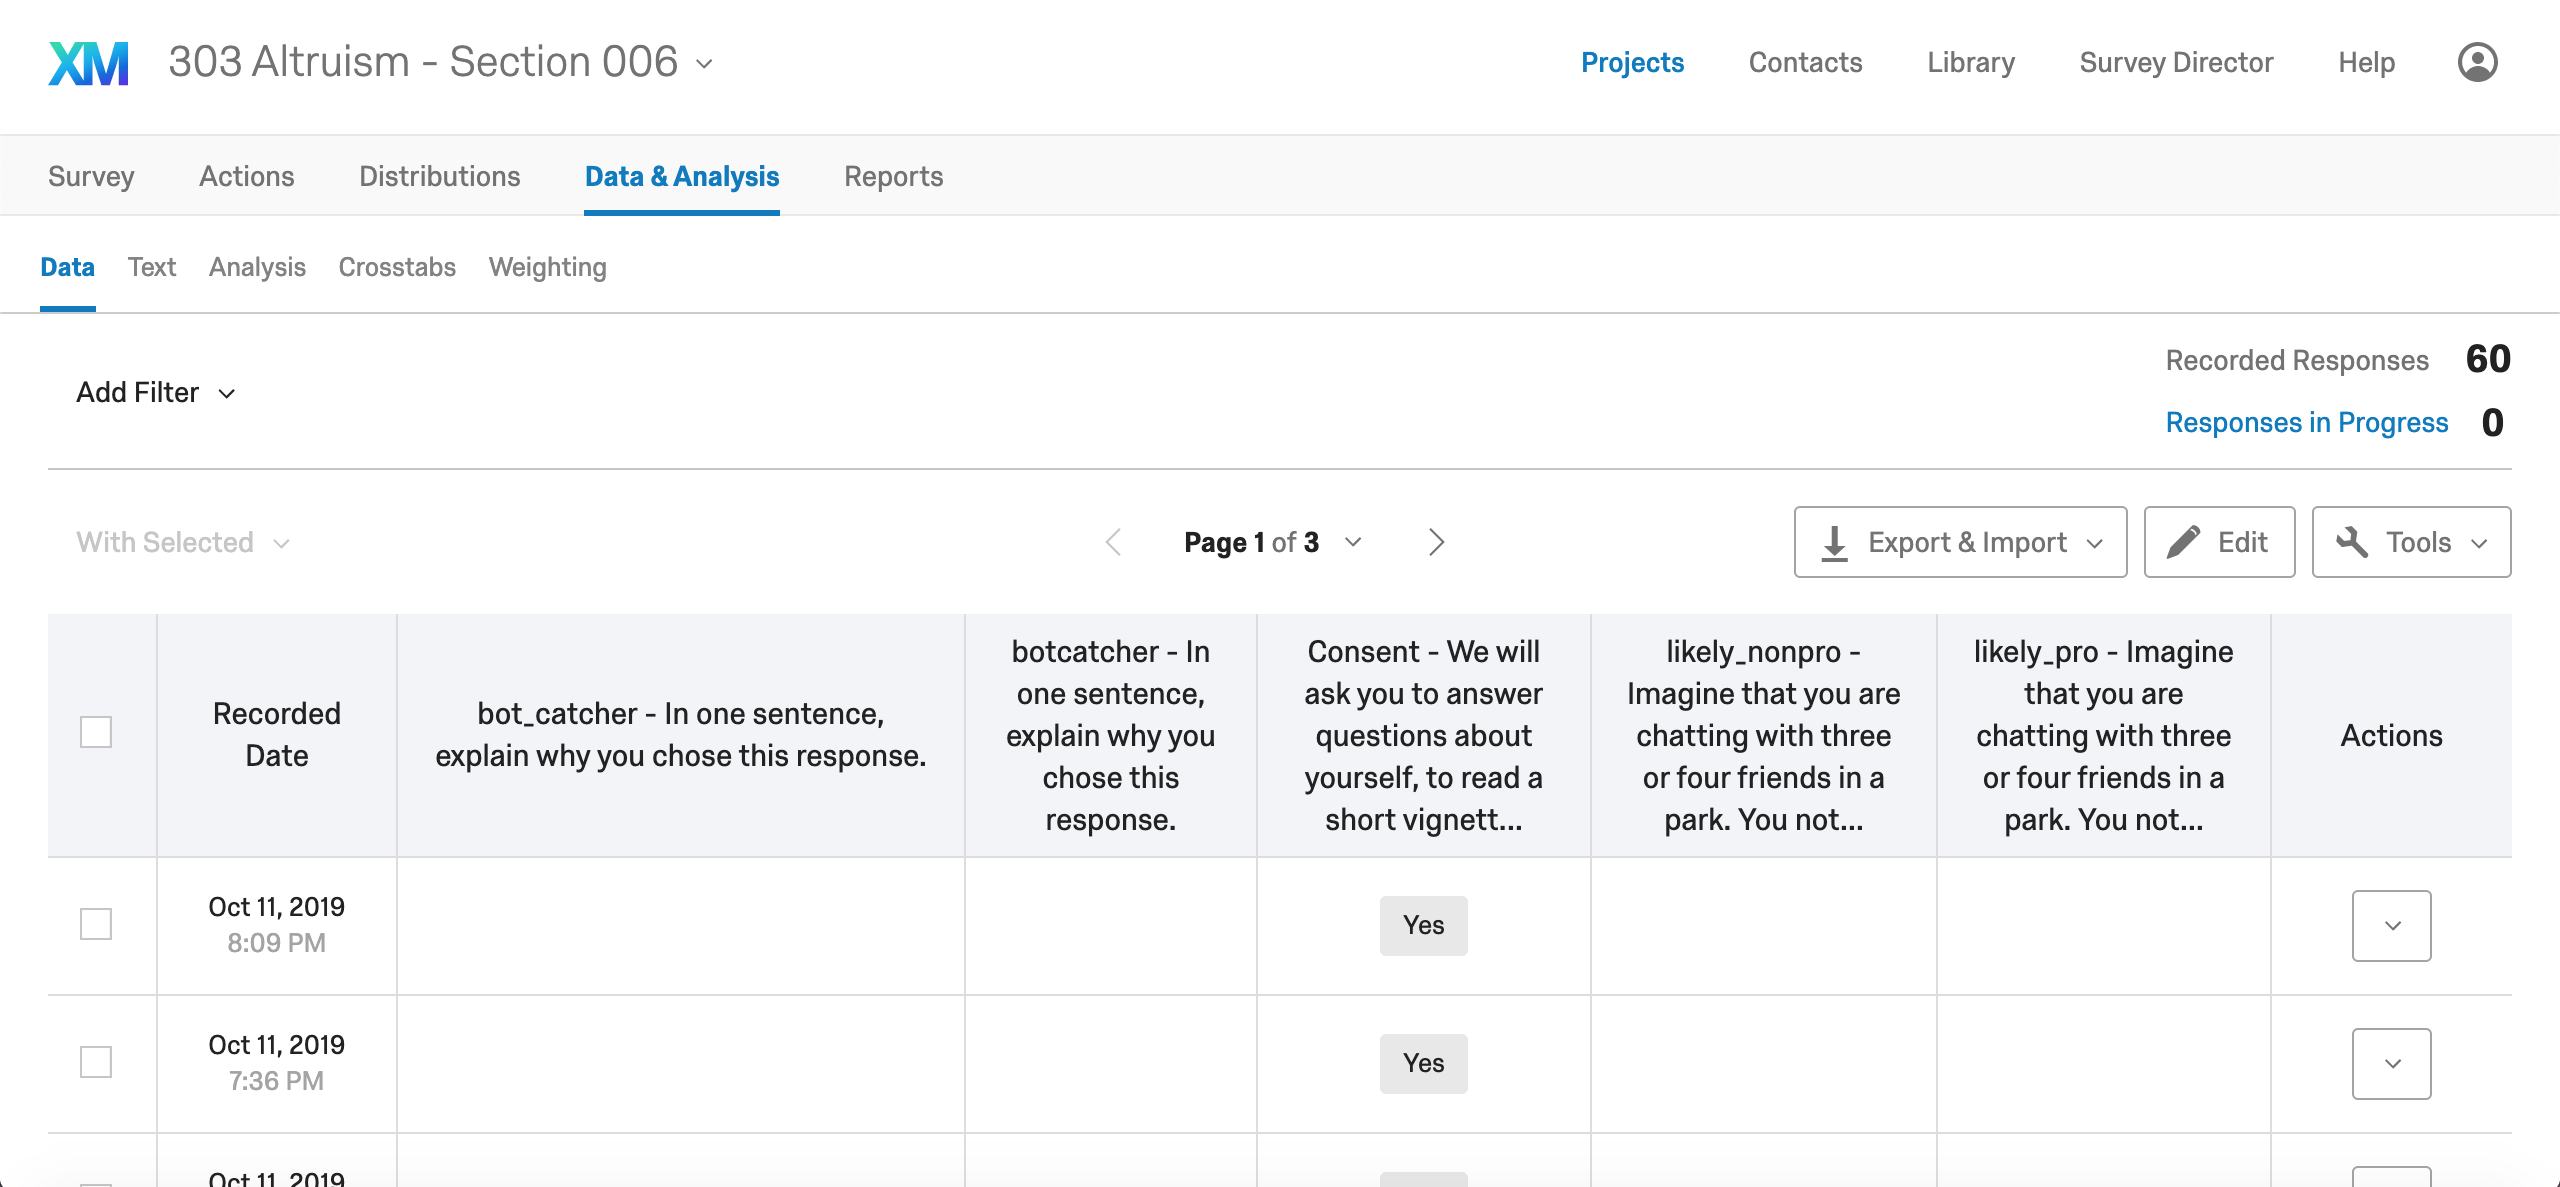 XM 303 Altruism - Section 006 Projects Contacts Library Survey Director Help
Survey Actions Distributions Data & Analysis Reports
Data Text Analysis Crosstabs Weighting
Recorded Responses 60
Add Filter
Responses in Progress 0
With Selected Page 1 of 3 Export & Import Edit Tools
Recorded
Date
bot_catcher - In one sentence,
explain why you chose this response.
botcatcher - In
one sentence,
explain why you
chose this
response.
Consent - We will
ask you to answer
questions about
yourself, to read a
short vignett...
likely_nonpro -
Imagine that you are
chatting with three
or four friends in a
park. You not...
likely_pro - Imagine
that you are
chatting with three
or four friends in a
park. You not...
Actions
Oct 11, 2019
8:09 PM
Yes
Oct 11, 2019
7:36 PM
Yes
Oct 11, 2019